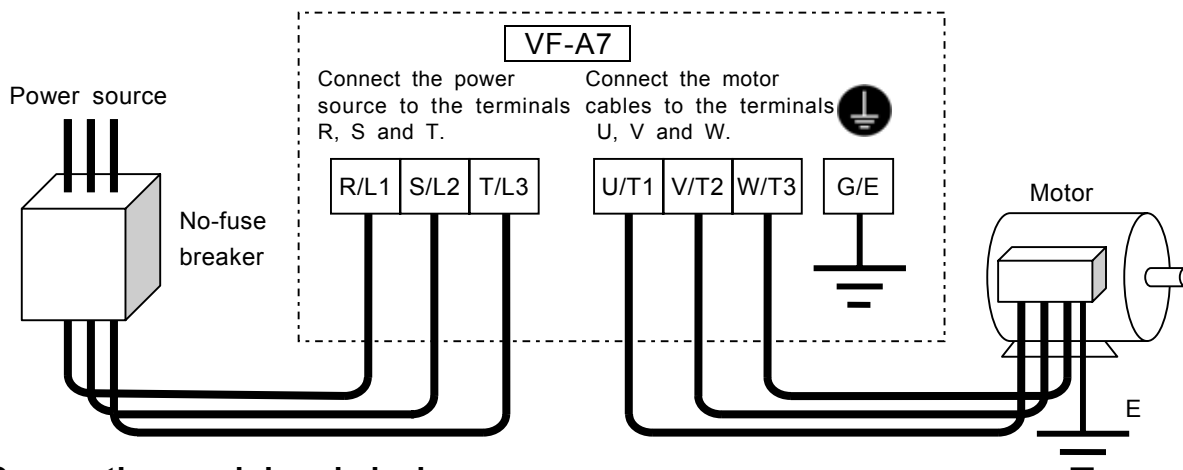 VF-A7
Connect the power
source to the terminals
R, S and T.
Connect the motor
cables to the terminals
U, V and W.
Power source
R/L1 S/L2 T/L3 U/T1 V/T2 W/T3 G/E
Motor
No-fuse
breaker
E